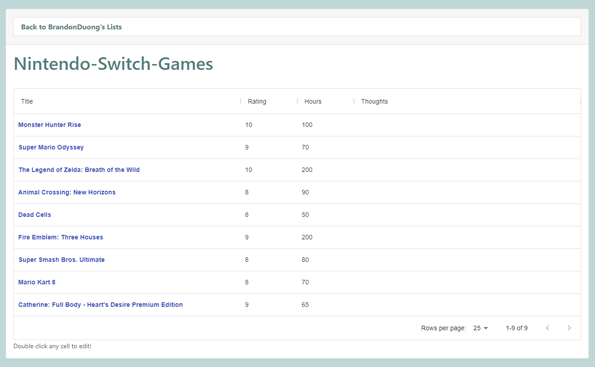 Back to BrandonDuong's Lists
Nintendo-Switch-Games
Title Rating Hours Thoughts
Monster Hunter Rise 10 100
Super Mario Odyssey 9 70
The Legend of Zelda: Breath of the Wild 10 200
Animal Crossing: New Horizons 8 90
Dead Cells 8 50
Fire Emblem: Three Houses 9 200
Super Smash Bros. Ultimate 8 80
Mario Kart 8 8 70
Catherine: Full Body - Heart's Desire Premium Edition 9 65
Rows per page: 25 1-9 of 9
Double click any cell to edit!